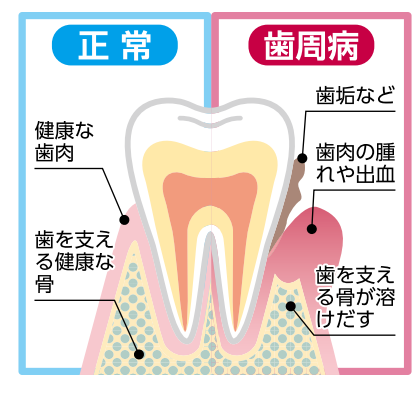 正常
歯周病
健康な
歯肉
歯を支え
る健康な
骨
歯垢など
歯肉の腫
れや出血
歯を支え
る骨が溶
けだす